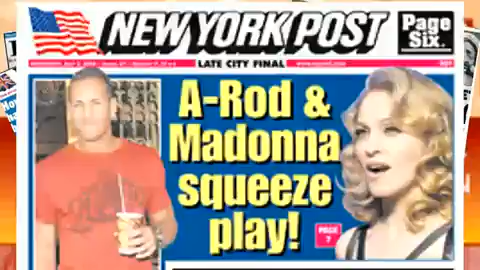 NEW YORK POST
Page
Six.
LATE CITY FINAL
A-Rod &
Madonna
squeeze
play!
PAGE
7